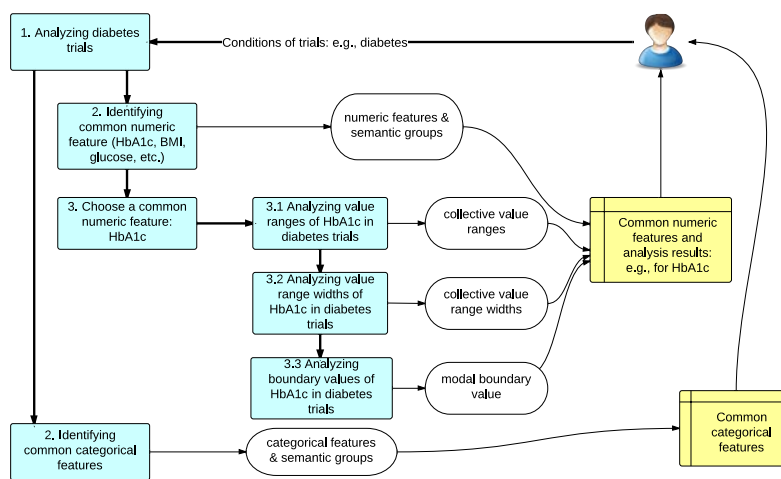 1. Analyzing diabetes
trials
Conditions of trials: e.g., diabetes
2. Identifying
common numeric
feature (HbA1c, BMI,
glucose, etc.)
numeric features &
semantic groups
3. Choose a common
numeric feature:
HbA1c
3.1 Analyzing value
ranges of HbA1c in
diabetes trials
collective value
ranges
Common numeric
features and
analysis results:
e.g., for HbA1c
3.2 Analyzing value
range widths of
HbA1c in diabetes
trials
collective value
range widths
3.3 Analyzing
boundary values of
HbA1c in diabetes
trials
modal boundary
value
2. Identifying
common categorical
features
categorical features
& semantic groups
Common
categorical
features